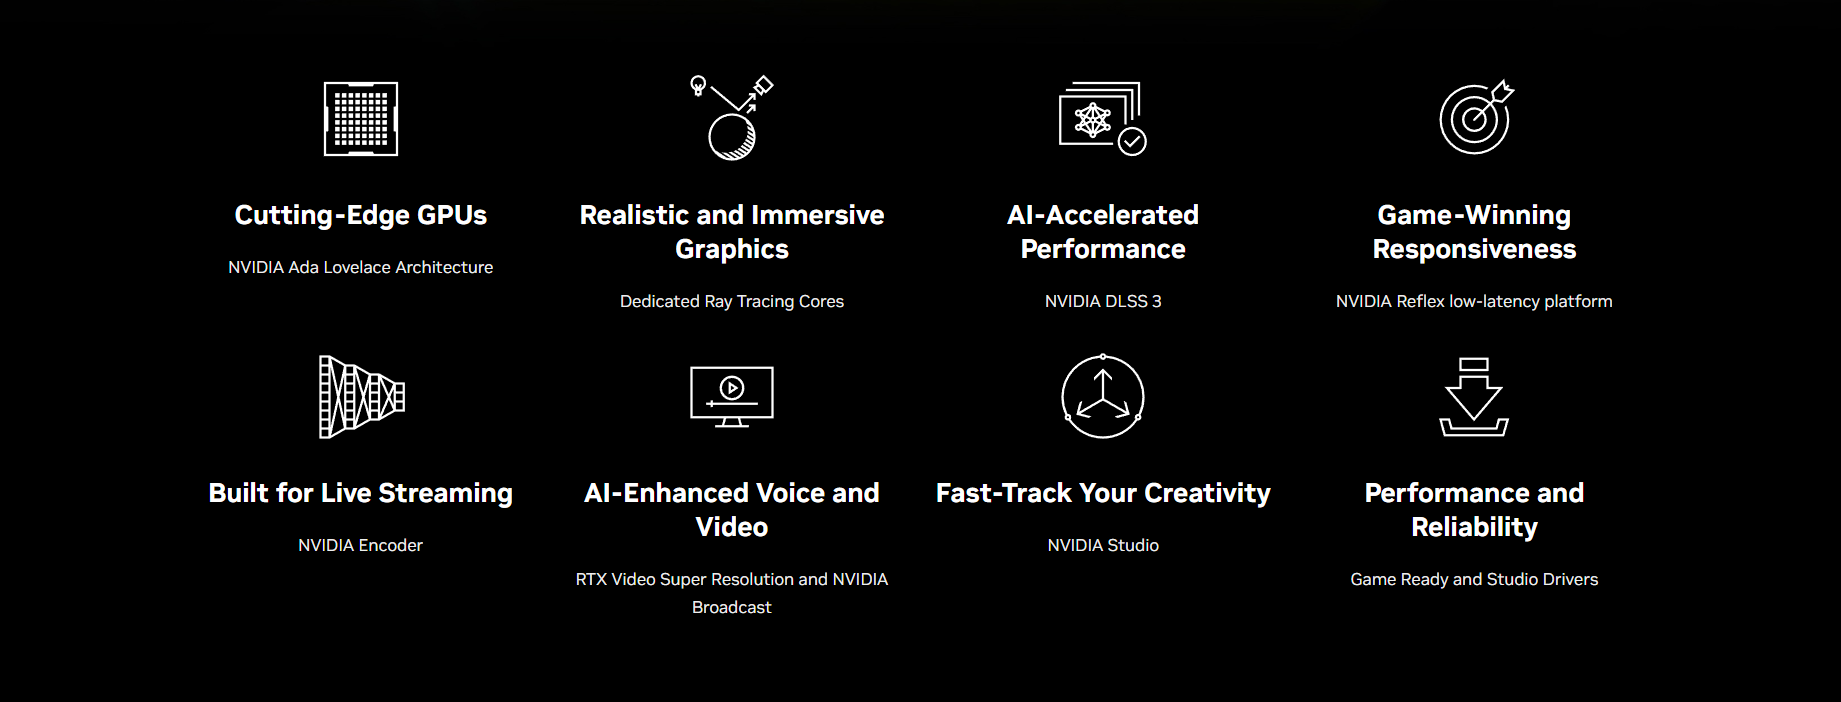 Cutting-Edge GPUs
NVIDIA Ada Lovelace Architecture
Realistic and Immersive
Graphics
Dedicated Ray Tracing Cores
AI-Accelerated
Performance
NVIDIA DLSS 3
Game-Winning
Responsiveness
NVIDIA Reflex low-latency platform
Built for Live Streaming
NVIDIA Encoder
AI-Enhanced Voice and
Video
RTX Video Super Resolution and NVIDIA
Broadcast
Fast-Track Your Creativity
NVIDIA Studio
Performance and
Reliability
Game Ready and Studio Drivers